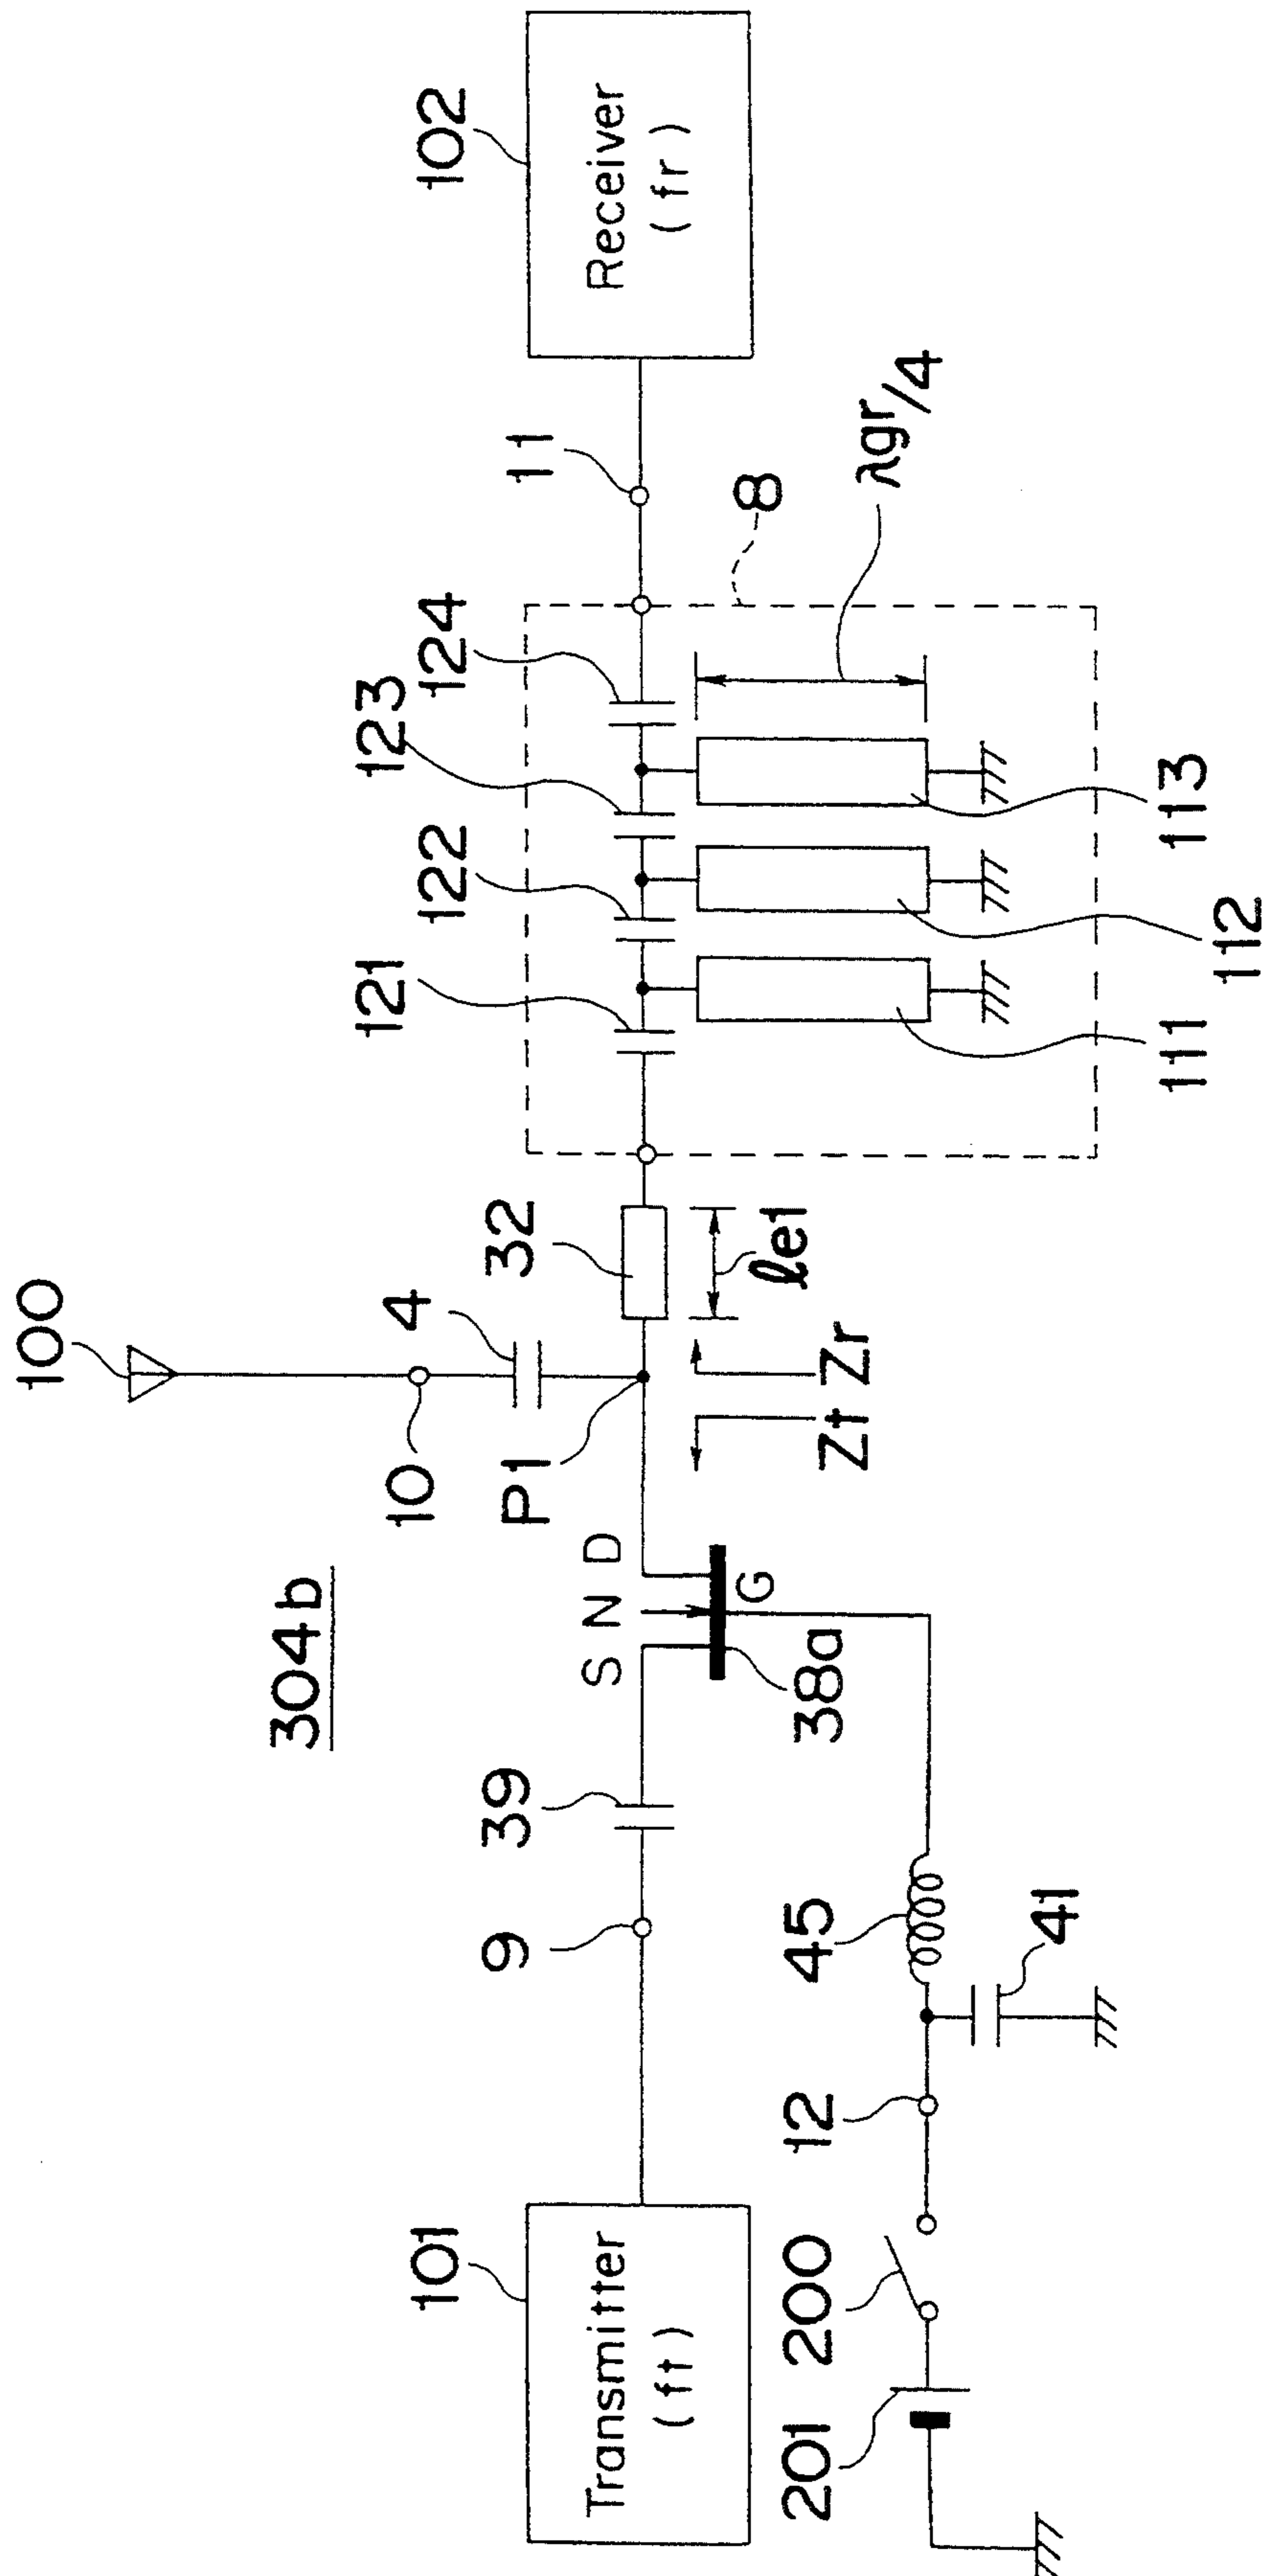 304b
100
10
4
P1
32
ℓe1
Zt
Zr
101
Transmitter
(ft)
9
39
S N D
G
38a
45
41
12
200
201
121
122
123
124
8
111
112
113
λgr/4
11
102
Receiver
(fr)